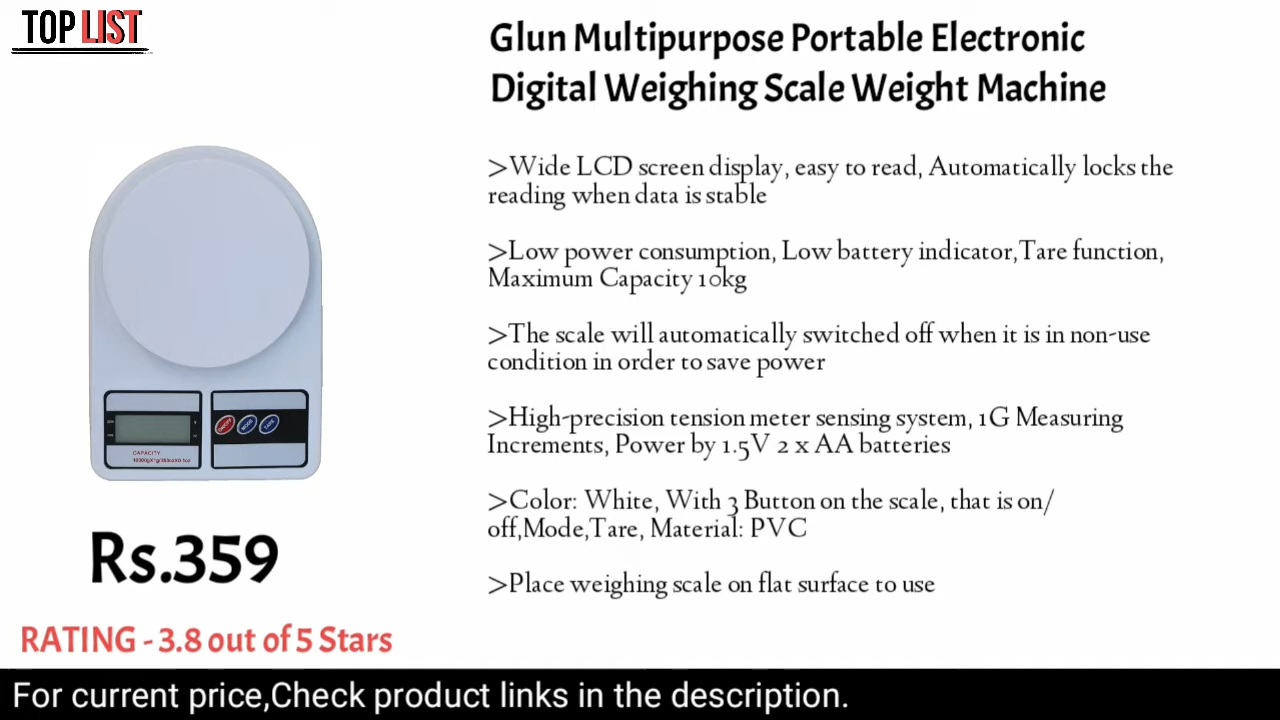 TOP LIST
Glun Multipurpose Portable Electronic
Digital Weighing Scale Weight Machine
>Wide LCD screen display, easy to read, Automatically locks the
reading when data is stable
>Low power consumption, Low battery indicator,Tare function,
Maximum Capacity 10kg
>The scale will automatically switched off when it is in non-use
condition in order to save power
>High-precision tension meter sensing system, 1G Measuring
Increments, Power by 1.5V 2 x AA batteries
>Color: White, With 3 Button on the scale, that is on/
off,Mode,Tare, Material: PVC
>Place weighing scale on flat surface to use
CAPACITY
Rs.359
RATING - 3.8 out of 5 Stars
For current price,Check product links in the description.